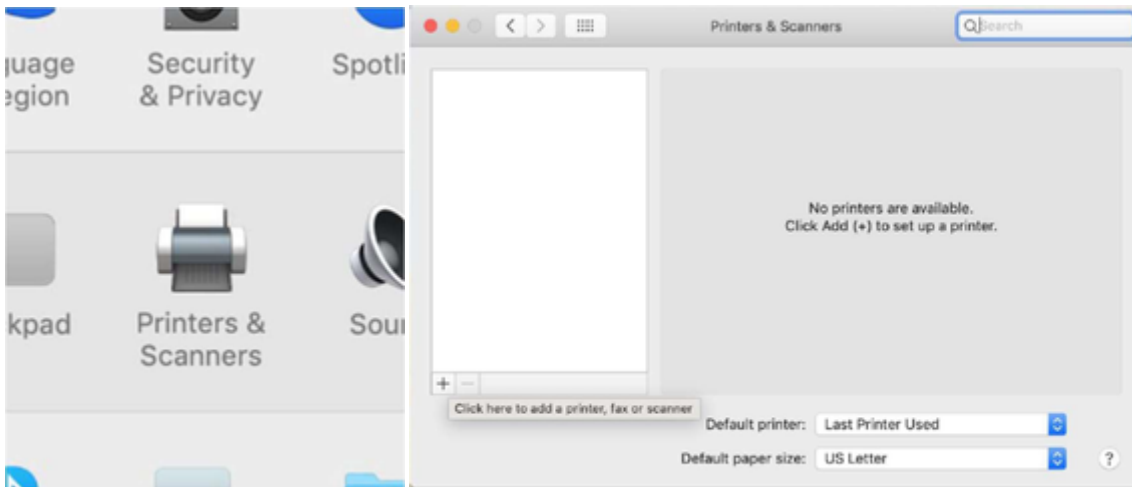 guage
egion
Security
& Privacy
Spotli
kpad
Printers &
Scanners
Sou
Printers & Scanners
Search
No printers are available.
Click Add (+) to set up a printer.
+ −
Click here to add a printer, fax or scanner
Default printer: Last Printer Used
Default paper size: US Letter
?